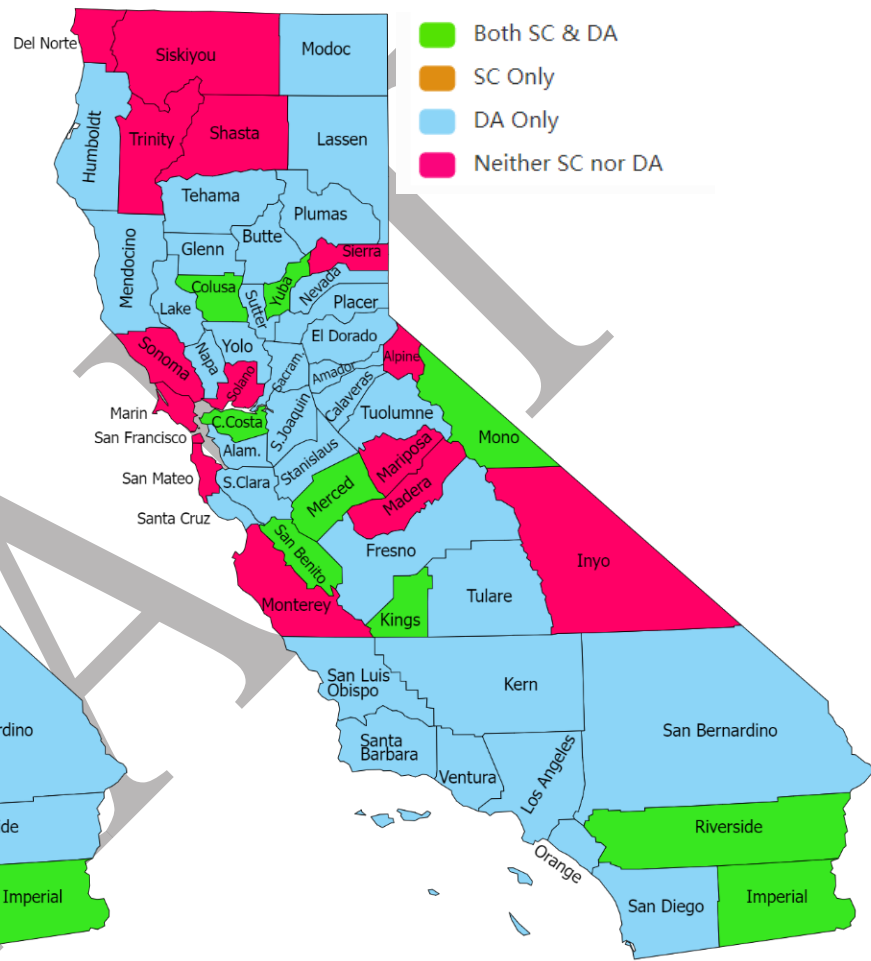 Both SC & DA
SC Only
DA Only
Neither SC nor DA
Del Norte
Siskiyou
Modoc
Humboldt
Trinity
Shasta
Lassen
Tehama
Plumas
Mendocino
Glenn
Butte
Sierra
Colusa
Yuba
Nevada
Lake
Sutter
Placer
Sonoma
Napa
Yolo
El Dorado
Solano
Sacram.
Amador
Alpine
Marin
C.Costa
S.Joaquin
Calaveras
Tuolumne
San Francisco
Alam.
Mono
San Mateo
S.Clara
Stanislaus
Mariposa
Merced
Madera
Santa Cruz
San Benito
Fresno
Inyo
Monterey
Kings
Tulare
San Luis
Obispo
Kern
rdino
San Bernardino
Santa
Barbara
Ventura
Los Angeles
de
Riverside
Orange
Imperial
San Diego
Imperial